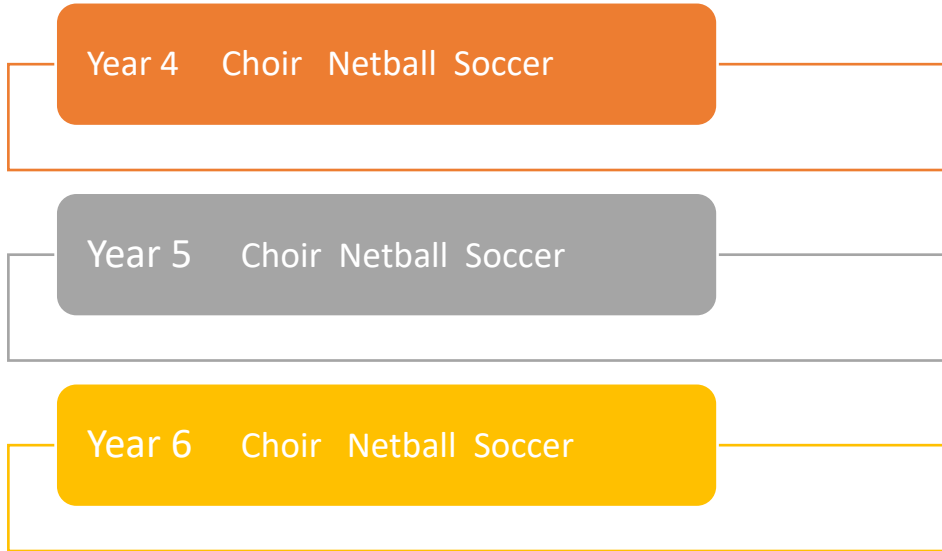 Year 4 Choir Netball Soccer
Year 5 Choir Netball Soccer
Year 6 Choir Netball Soccer